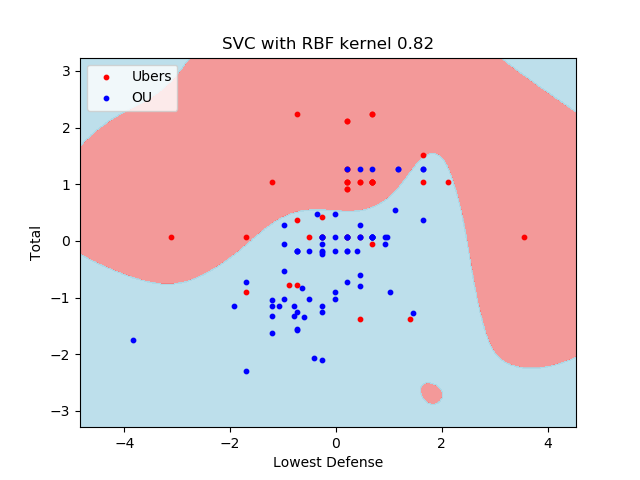 SVC with RBF kernel 0.82
Ubers
OU
3
2
1
0
−1
−2
−3
Total
−4
−2
0
2
4
Lowest Defense